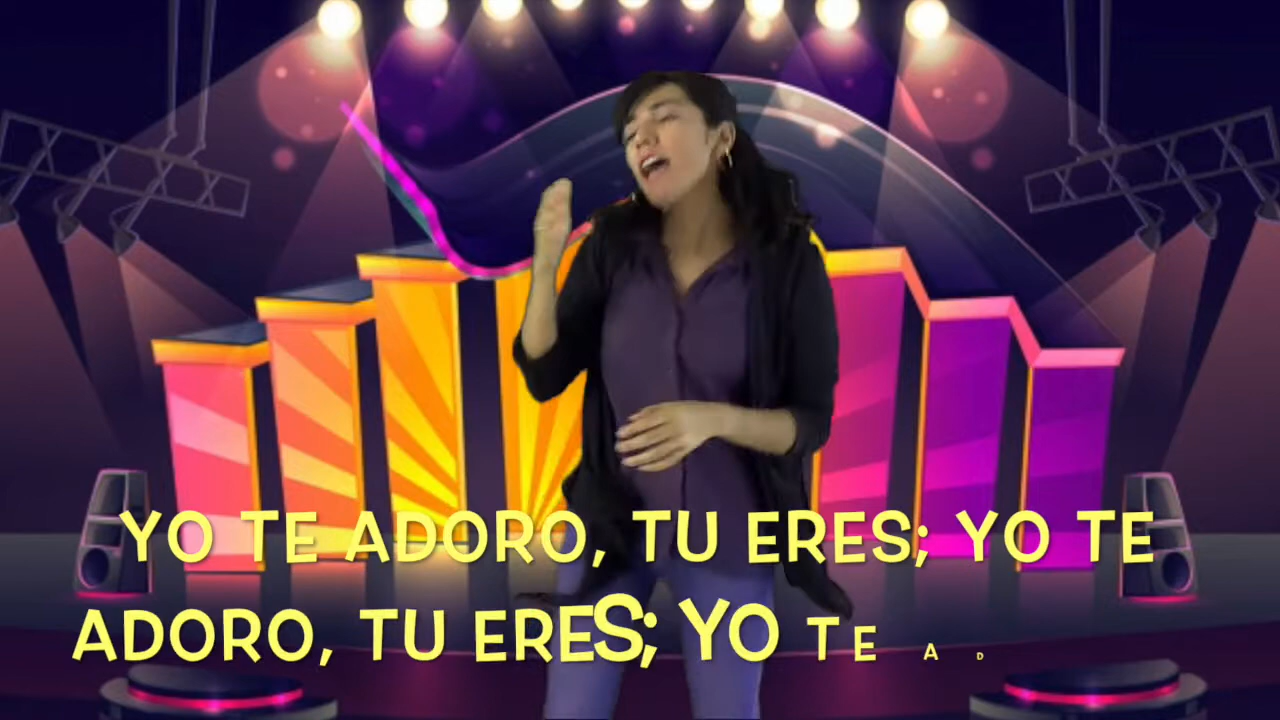 YO TE ADORO, TU ERES; YO TE
ADORO, TU ERES; YO TE A D